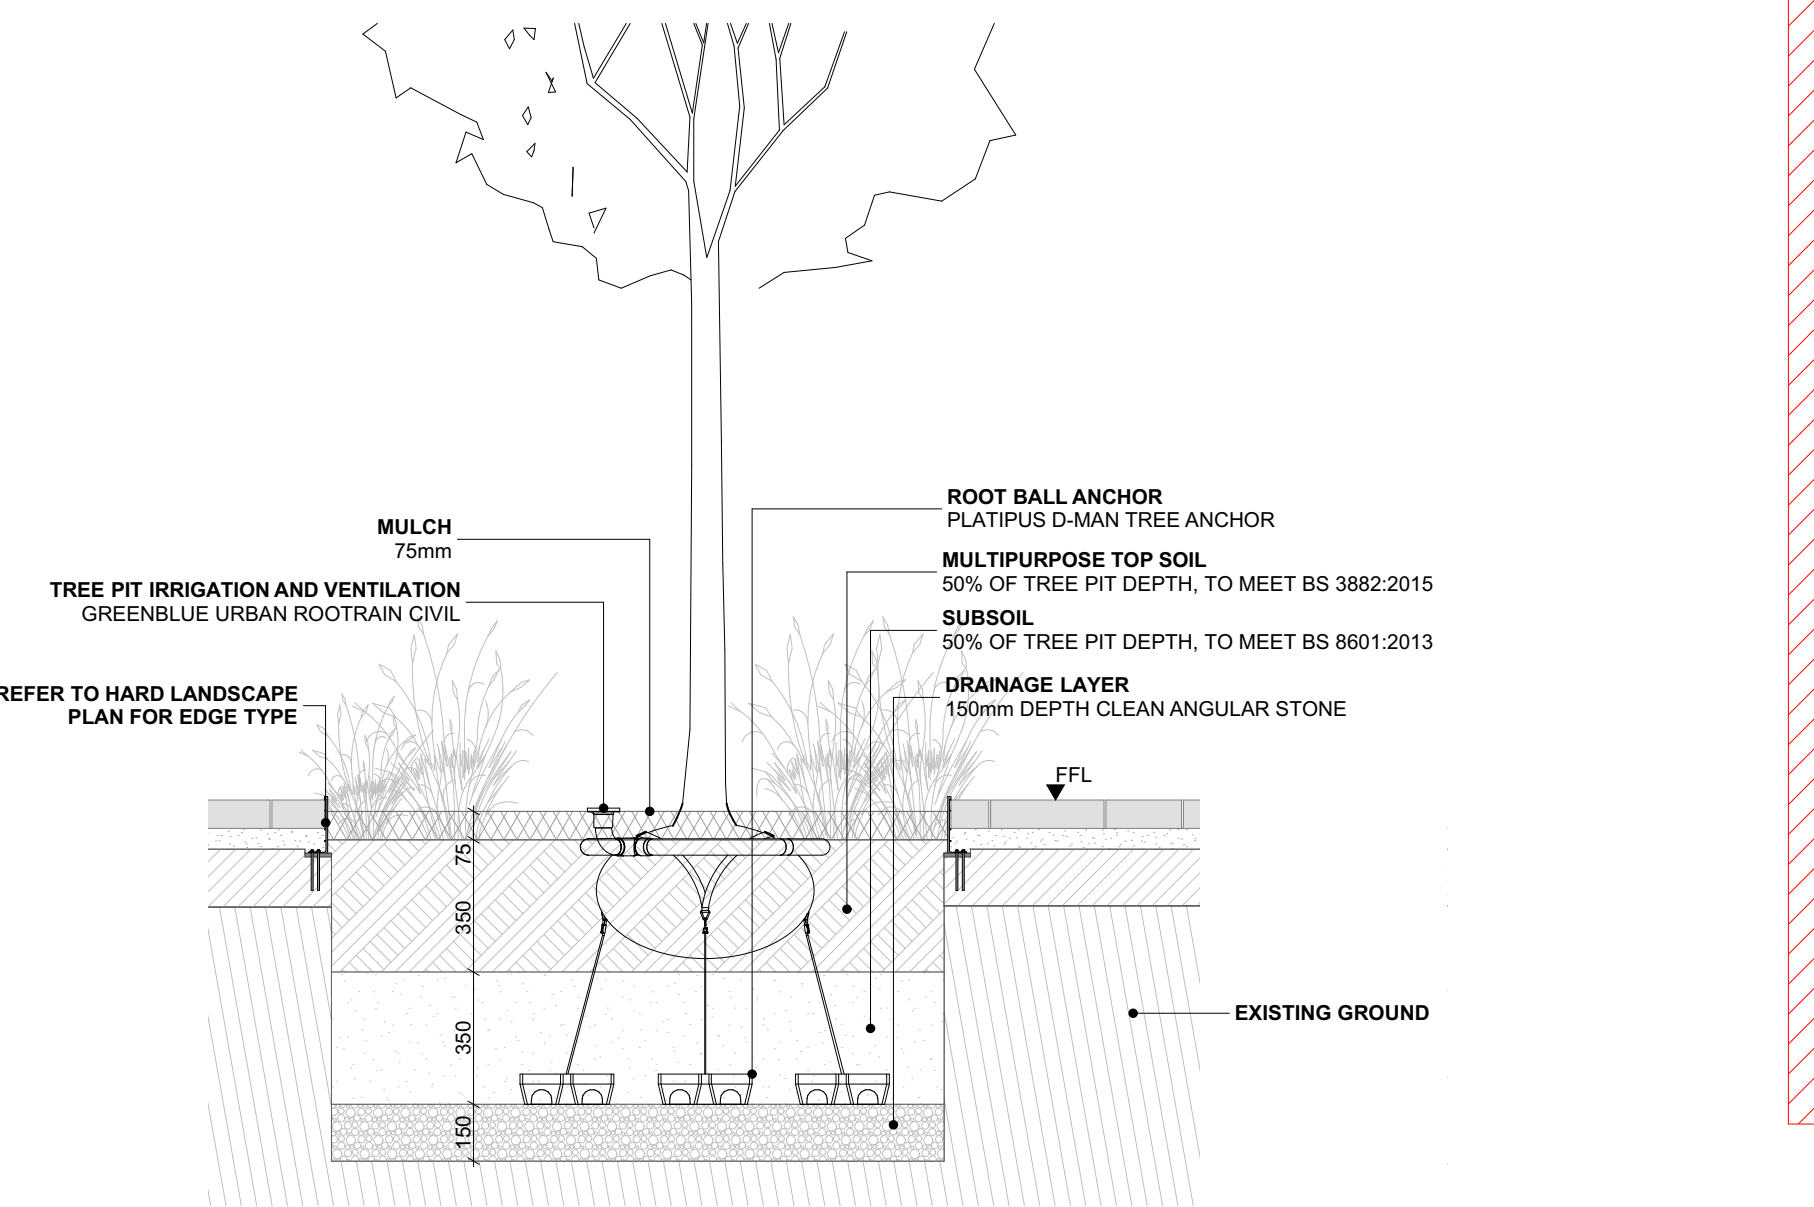 ROOT BALL ANCHOR
PLATIPUS D-MAN TREE ANCHOR
MULCH
75mm
MULTIPURPOSE TOP SOIL
50% OF TREE PIT DEPTH, TO MEET BS 3882:2015
TREE PIT IRRIGATION AND VENTILATION
GREENBLUE URBAN ROOTRAIN CIVIL
SUBSOIL
50% OF TREE PIT DEPTH, TO MEET BS 8601:2013
REFER TO HARD LANDSCAPE
PLAN FOR EDGE TYPE
DRAINAGE LAYER
150mm DEPTH CLEAN ANGULAR STONE
FFL
75
350
350
150
EXISTING GROUND